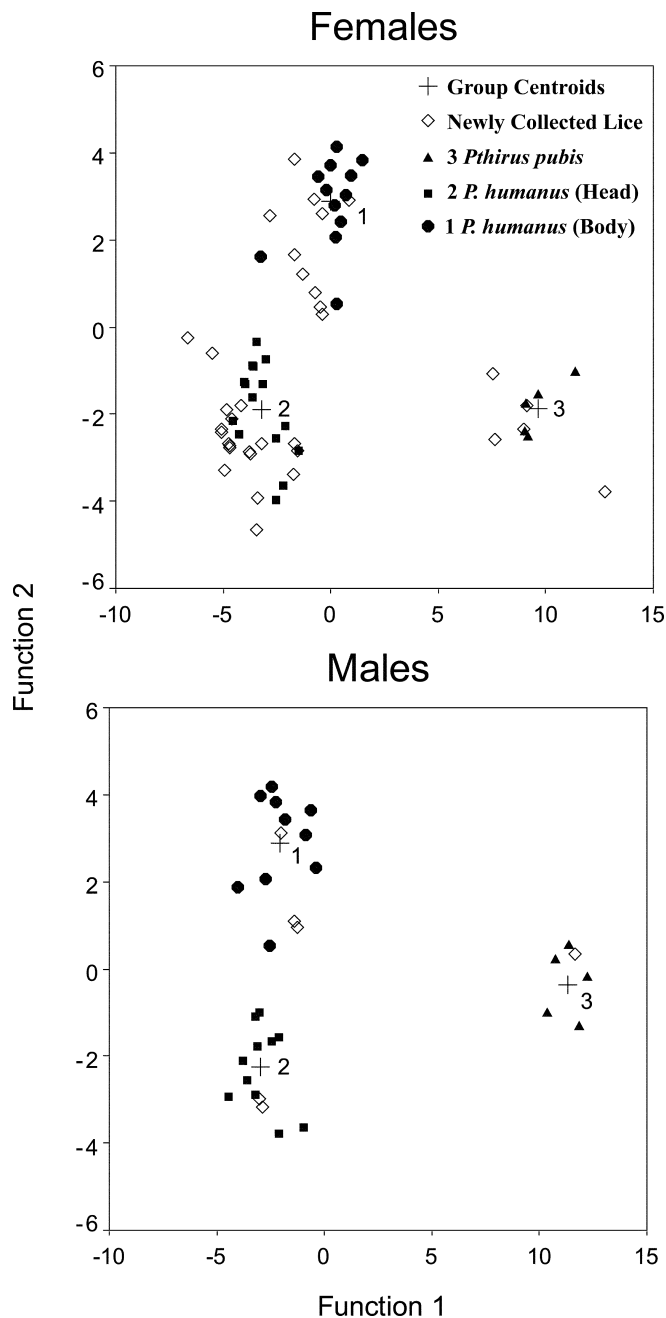 Females
6
4
2
0
-2
-4
-6
-10 -5 0 5 10 15
Group Centroids
Newly Collected Lice
3 Pthirus pubis
2 P. humanus (Head)
1 P. humanus (Body)
1
2
3
Function 2
Males
6
4
2
0
-2
-4
-6
-10 -5 0 5 10 15
1
2
3
Function 1